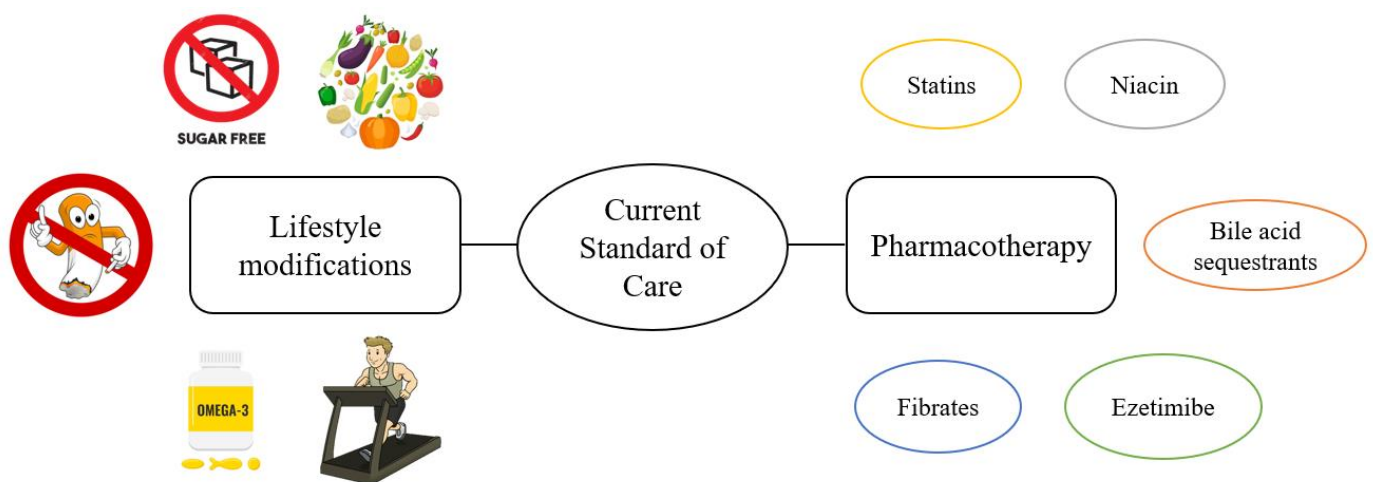 SUGAR FREE
Statins
Niacin
Lifestyle
modifications
Current
Standard of
Care
Pharmacotherapy
Bile acid
sequestrants
OMEGA-3
Fibrates
Ezetimibe